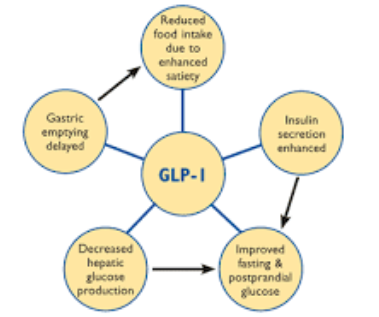 Reduced
food intake
due to
enhanced
satiety
Gastric
emptying
delayed
Insulin
secretion
enhanced
GLP-1
Decreased
hepatic
glucose
production
Improved
fasting &
postprandial
glucose